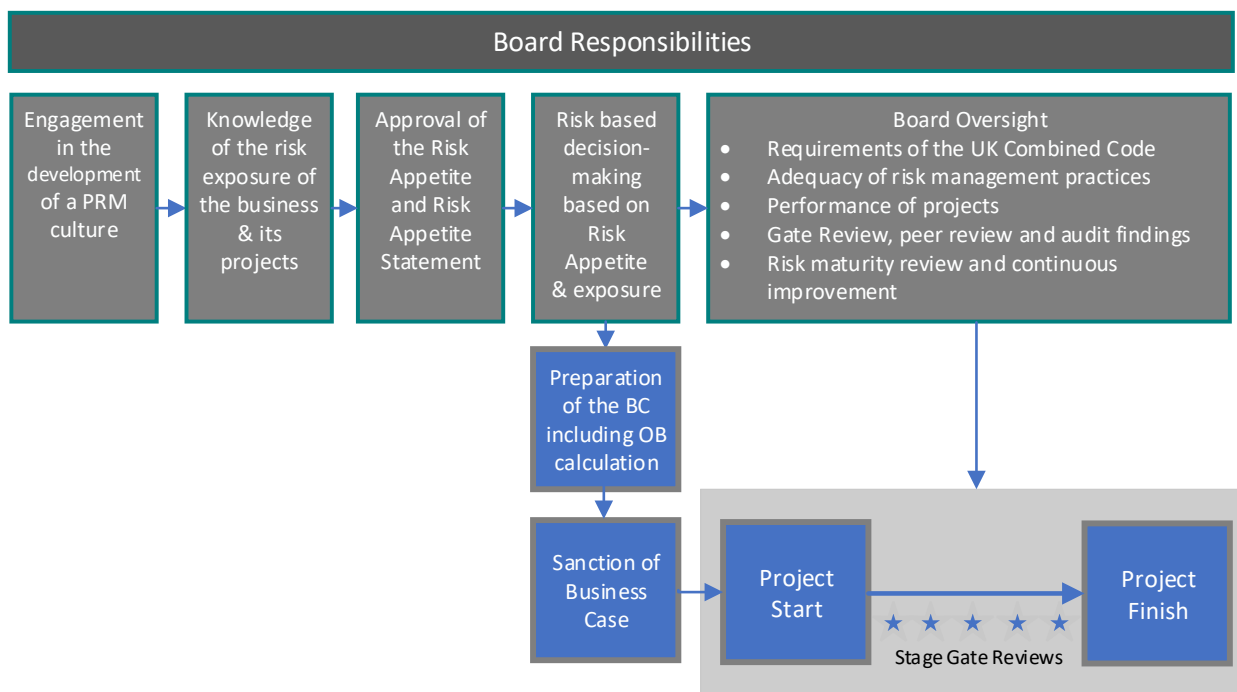 Board Responsibilities
Engagement
in the
development
of a PRM
culture
Knowledge
of the risk
exposure of
the business
& its
projects
Approval of
the Risk
Appetite
and Risk
Appetite
Statement
Risk based
decision-
making
based on
Risk
Appetite
& exposure
Board Oversight
• Requirements of the UK Combined Code
• Adequacy of risk management practices
• Performance of projects
• Gate Review, peer review and audit findings
• Risk maturity review and continuous
improvement
Preparation
of the BC
including OB
calculation
Sanction of
Business
Case
Project
Start
Stage Gate Reviews
Project
Finish